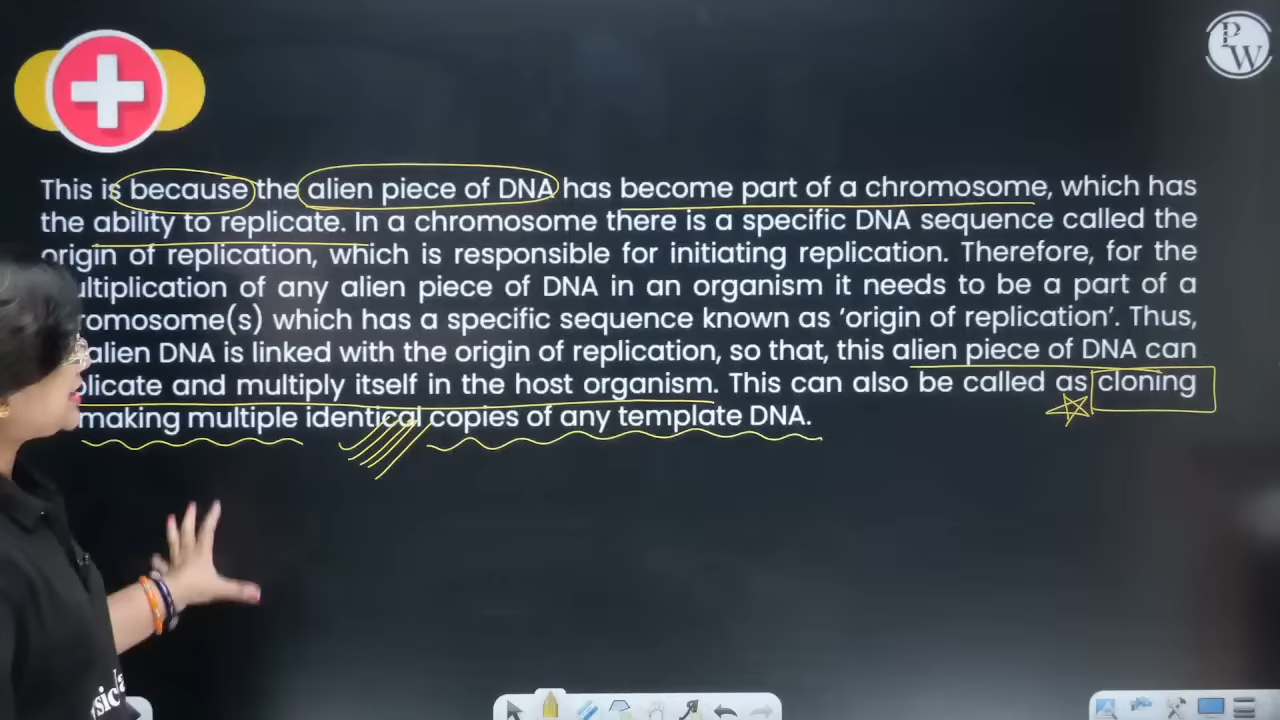 PW
This is because the alien piece of DNA has become part of a chromosome, which has
the ability to replicate. In a chromosome there is a specific DNA sequence called the
origin of replication, which is responsible for initiating replication. Therefore, for the
ultiplication of any alien piece of DNA in an organism it needs to be a part of a
romosome(s) which has a specific sequence known as ‘origin of replication’. Thus,
alien DNA is linked with the origin of replication, so that, this alien piece of DNA can
plicate and multiply itself in the host organism. This can also be called as cloning
making multiple identical copies of any template DNA.